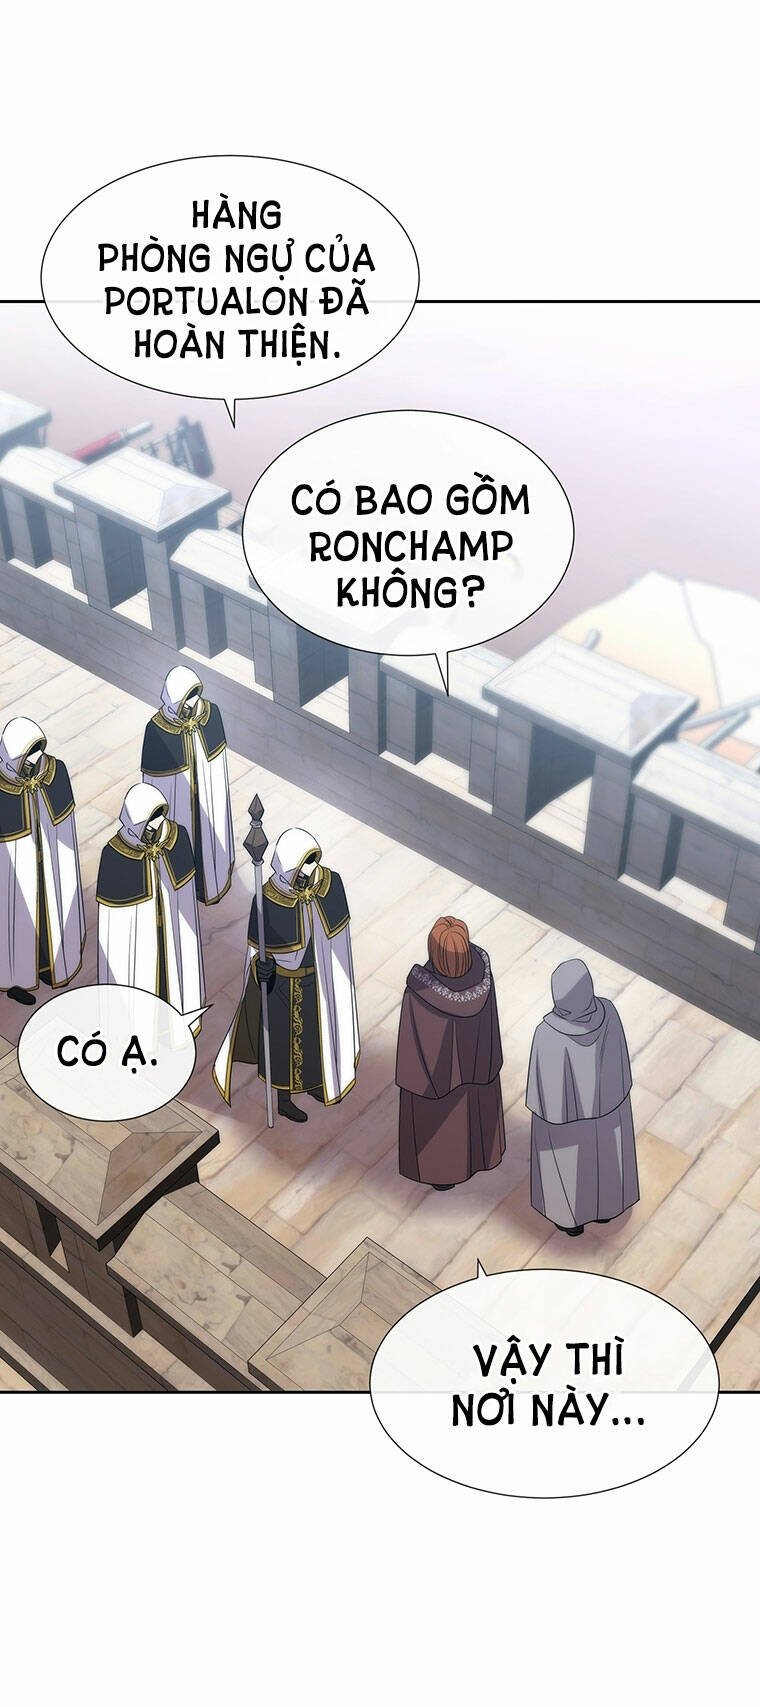 HÀNG
PHÒNG NGỰ CỦA
PORTUALON ĐÃ
HOÀN THIỆN.
CÓ BAO GỒM
RONCHAMP
KHÔNG?
CÓ Ạ.
VẬY THÌ
NƠI NÀY...